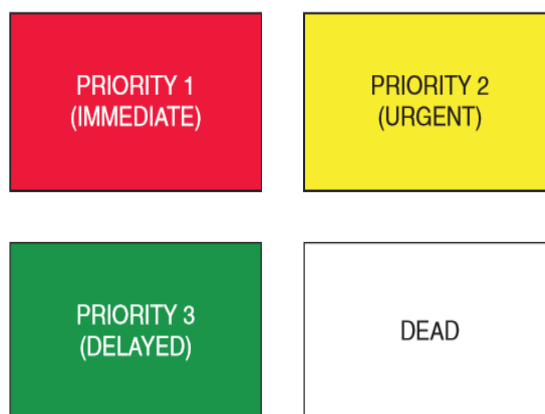 PRIORITY 1
(IMMEDIATE)
PRIORITY 2
(URGENT)
PRIORITY 3
(DELAYED)
DEAD